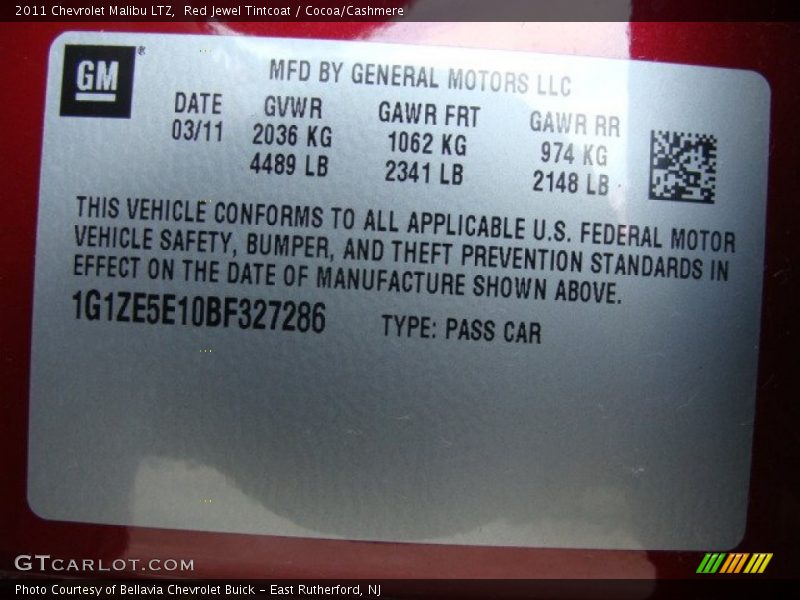 2011 Chevrolet Malibu LTZ,  Red Jewel Tintcoat / Cocoa/Cashmere
GM®
MFD BY GENERAL MOTORS LLC
DATE GVWR GAWR FRT GAWR RR
03/11 2036 KG 1062 KG 974 KG
4489 LB 2341 LB 2148 LB
THIS VEHICLE CONFORMS TO ALL APPLICABLE U.S. FEDERAL MOTOR
VEHICLE SAFETY, BUMPER, AND THEFT PREVENTION STANDARDS IN
EFFECT ON THE DATE OF MANUFACTURE SHOWN ABOVE.
1G1ZE5E10BF327286 TYPE: PASS CAR
GTCARLOT.COM
Photo Courtesy of Bellavia Chevrolet Buick - East Rutherford, NJ